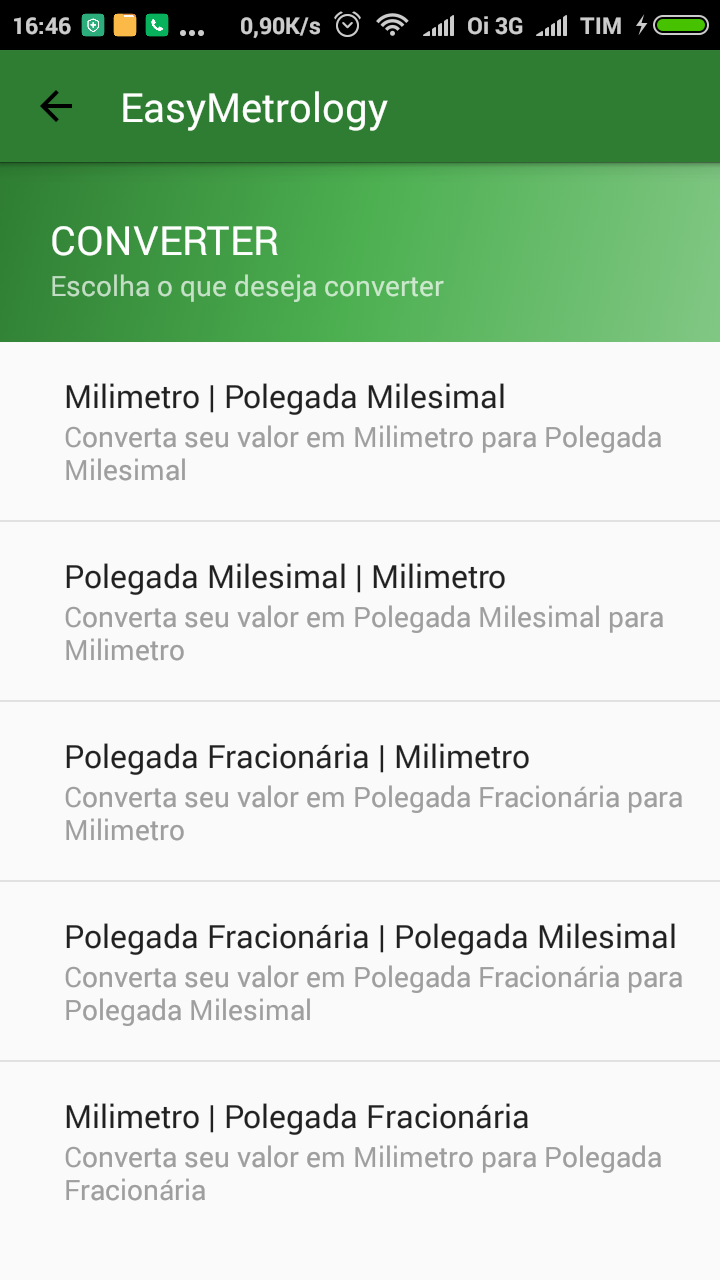 16:46 ... 0,90K/s Oi 3G TIM
EasyMetrology
CONVERTER
Escolha o que deseja converter
Milimetro | Polegada Milesimal
Converta seu valor em Milimetro para Polegada
Milesimal
Polegada Milesimal | Milimetro
Converta seu valor em Polegada Milesimal para
Milimetro
Polegada Fracionária | Milimetro
Converta seu valor em Polegada Fracionária para
Milimetro
Polegada Fracionária | Polegada Milesimal
Converta seu valor em Polegada Fracionária para
Polegada Milesimal
Milimetro | Polegada Fracionária
Converta seu valor em Milimetro para Polegada
Fracionária